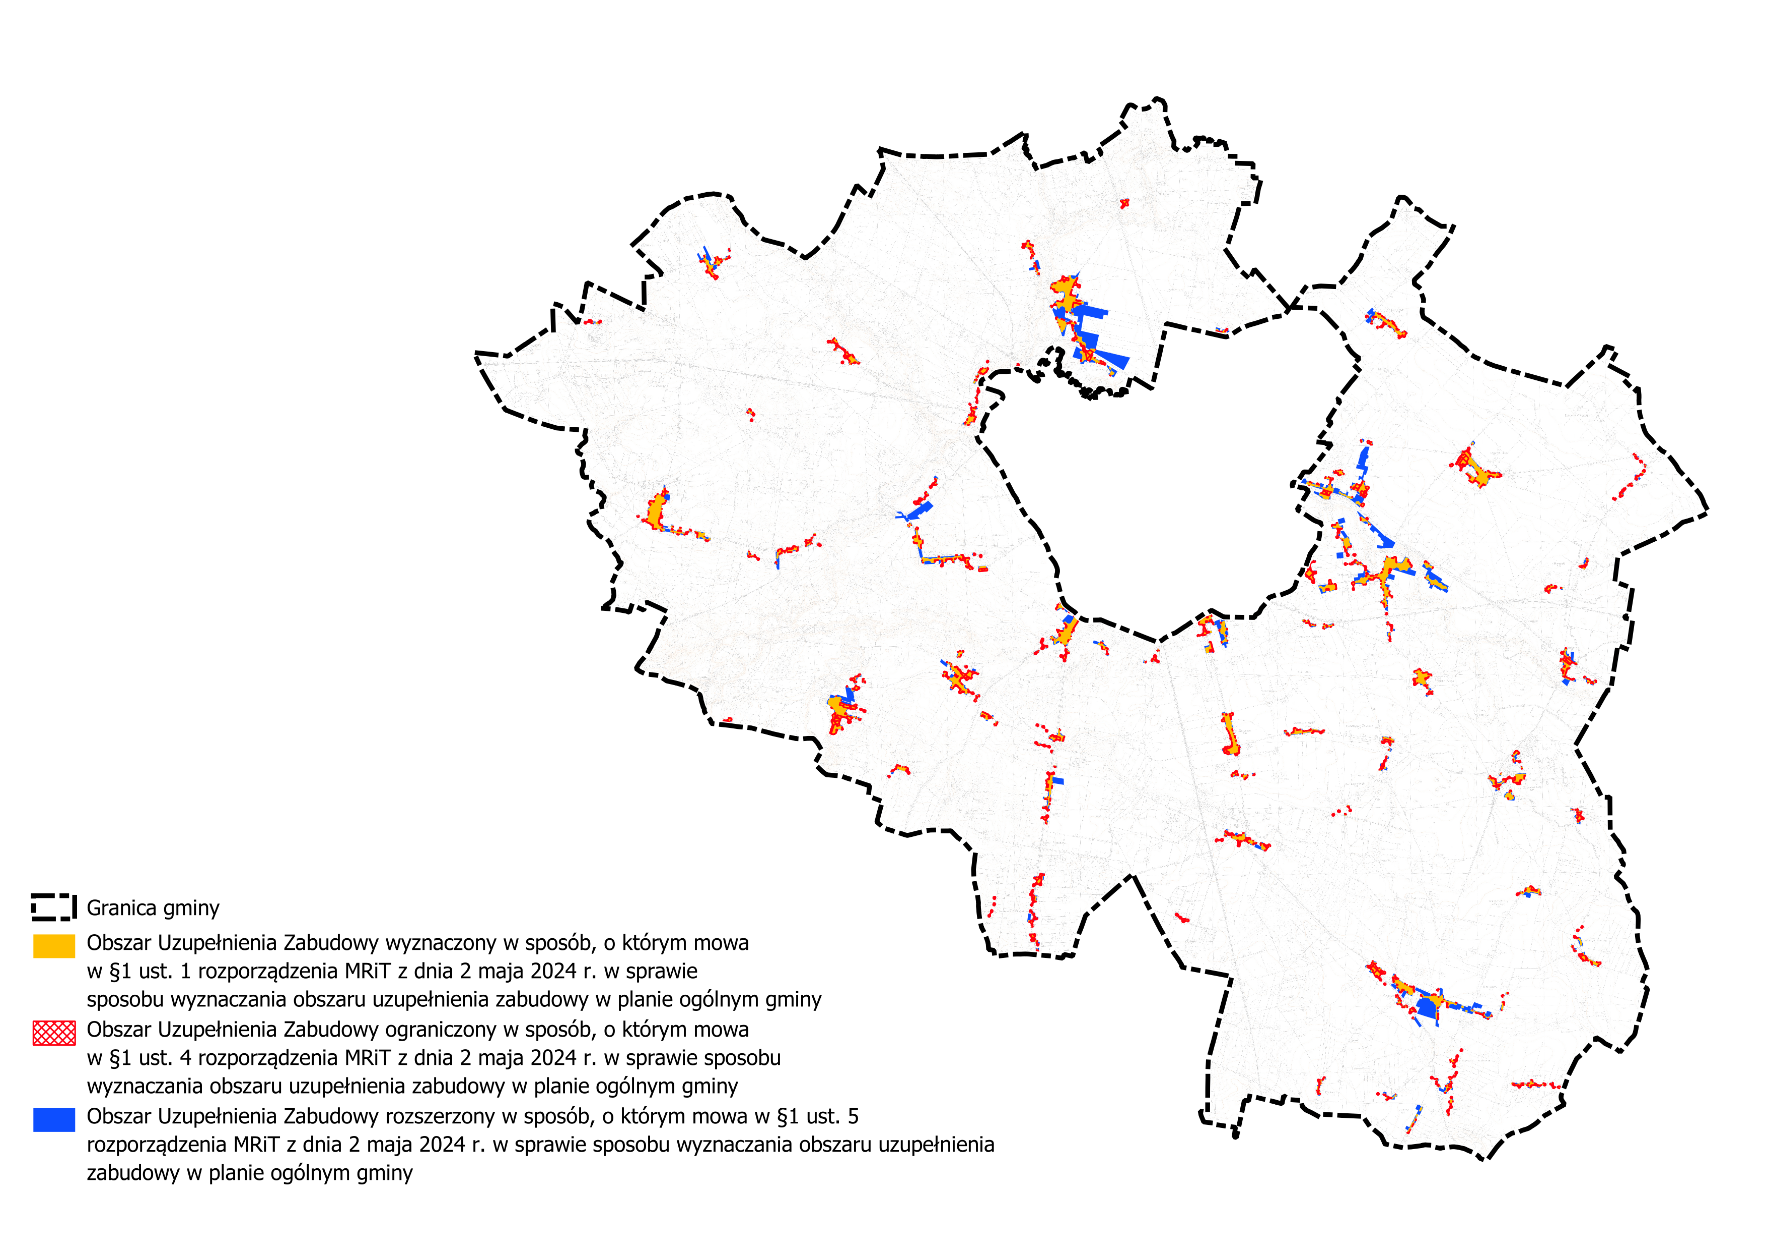 Granica gminy
Obszar Uzupełnienia Zabudowy wyznaczony w sposób, o którym mowa
w §1 ust. 1 rozporządzenia MRiT z dnia 2 maja 2024 r. w sprawie
sposobu wyznaczania obszaru uzupełnienia zabudowy w planie ogólnym gminy
Obszar Uzupełnienia Zabudowy ograniczony w sposób, o którym mowa
w §1 ust. 4 rozporządzenia MRiT z dnia 2 maja 2024 r. w sprawie sposobu
wyznaczania obszaru uzupełnienia zabudowy w planie ogólnym gminy
Obszar Uzupełnienia Zabudowy rozszerzony w sposób, o którym mowa w §1 ust. 5
rozporządzenia MRiT z dnia 2 maja 2024 r. w sprawie sposobu wyznaczania obszaru uzupełnienia
zabudowy w planie ogólnym gminy